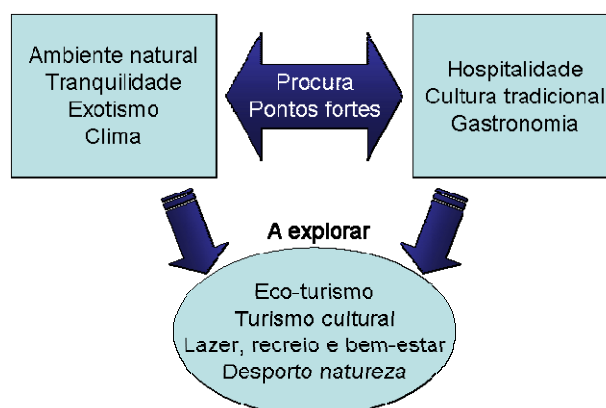 Ambiente natural
Tranquilidade
Exotismo
Clima
Procura
Pontos fortes
Hospitalidade
Cultura tradicional
Gastronomia
A explorar
Eco-turismo
Turismo cultural
Lazer, recreio e bem-estar
Desporto natureza